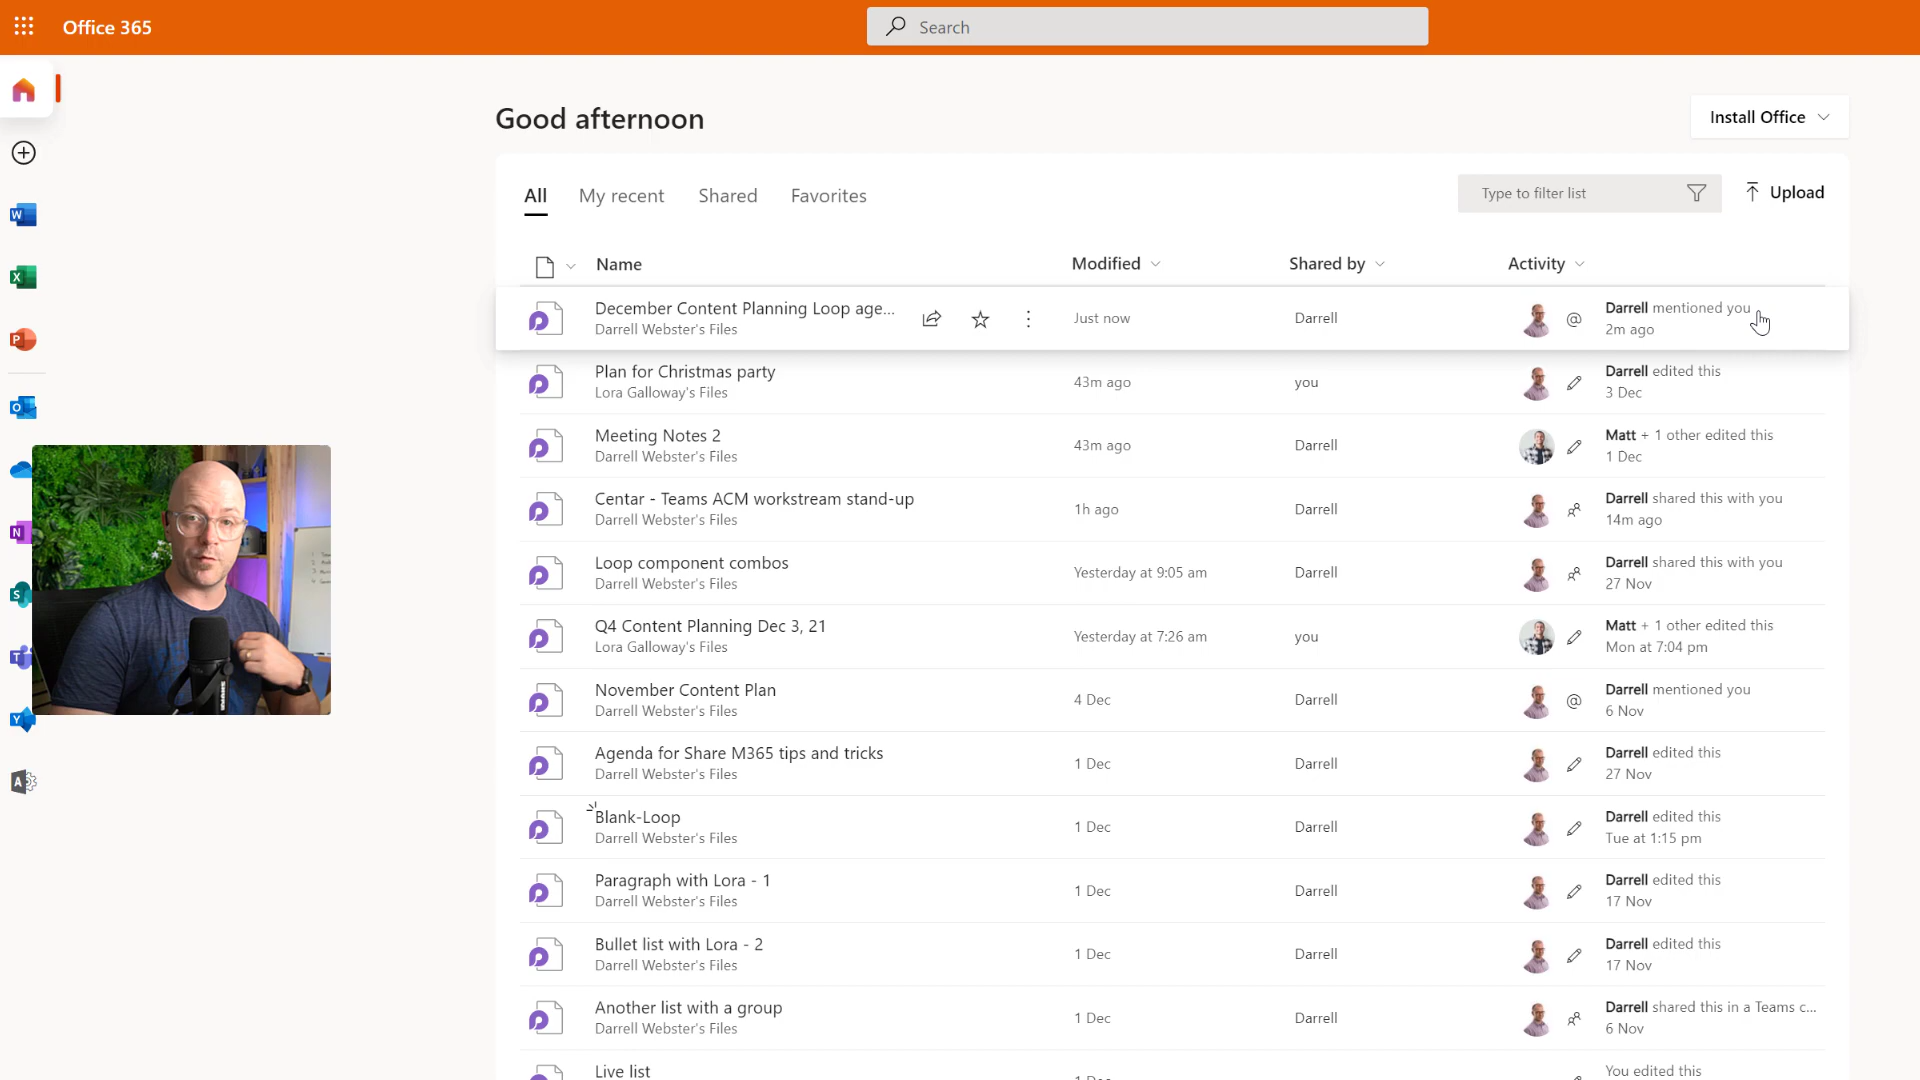 Office 365
Search
Good afternoon
Install Office
All
My recent
Shared
Favorites
Type to filter list
Upload
Name
Modified
Shared by
Activity
December Content Planning Loop age...
Darrell Webster's Files
Just now
Darrell
Darrell mentioned you
2m ago
Plan for Christmas party
Lora Galloway's Files
43m ago
you
Darrell edited this
3 Dec
Meeting Notes 2
Darrell Webster's Files
43m ago
Darrell
Matt + 1 other edited this
1 Dec
Centar - Teams ACM workstream stand-up
Darrell Webster's Files
1h ago
Darrell
Darrell shared this with you
14m ago
Loop component combos
Darrell Webster's Files
Yesterday at 9:05 am
Darrell
Darrell shared this with you
27 Nov
Q4 Content Planning Dec 3, 21
Lora Galloway's Files
Yesterday at 7:26 am
you
Matt + 1 other edited this
Mon at 7:04 pm
November Content Plan
Darrell Webster's Files
4 Dec
Darrell
Darrell mentioned you
6 Nov
Agenda for Share M365 tips and tricks
Darrell Webster's Files
1 Dec
Darrell
Darrell edited this
27 Nov
Blank-Loop
Darrell Webster's Files
1 Dec
Darrell
Darrell edited this
Tue at 1:15 pm
Paragraph with Lora - 1
Darrell Webster's Files
1 Dec
Darrell
Darrell edited this
17 Nov
Bullet list with Lora - 2
Darrell Webster's Files
1 Dec
Darrell
Darrell edited this
17 Nov
Another list with a group
Darrell Webster's Files
1 Dec
Darrell
Darrell shared this in a Teams c...
6 Nov
Live list
You edited this